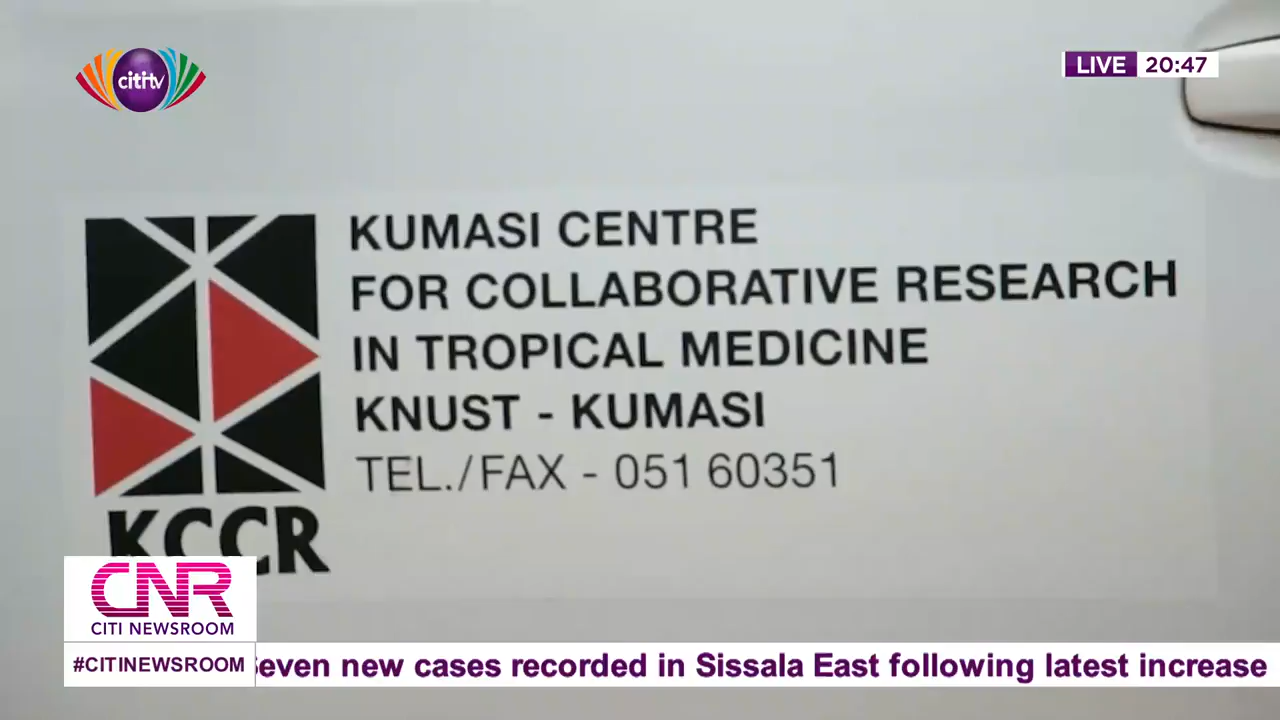 citi tv
LIVE 20:47
KUMASI CENTRE
FOR COLLABORATIVE RESEARCH
IN TROPICAL MEDICINE
KNUST - KUMASI
TEL./FAX - 051 60351
KCCR
CNR
CITI NEWSROOM
#CITINEWSROOM
Seven new cases recorded in Sissala East following latest increase